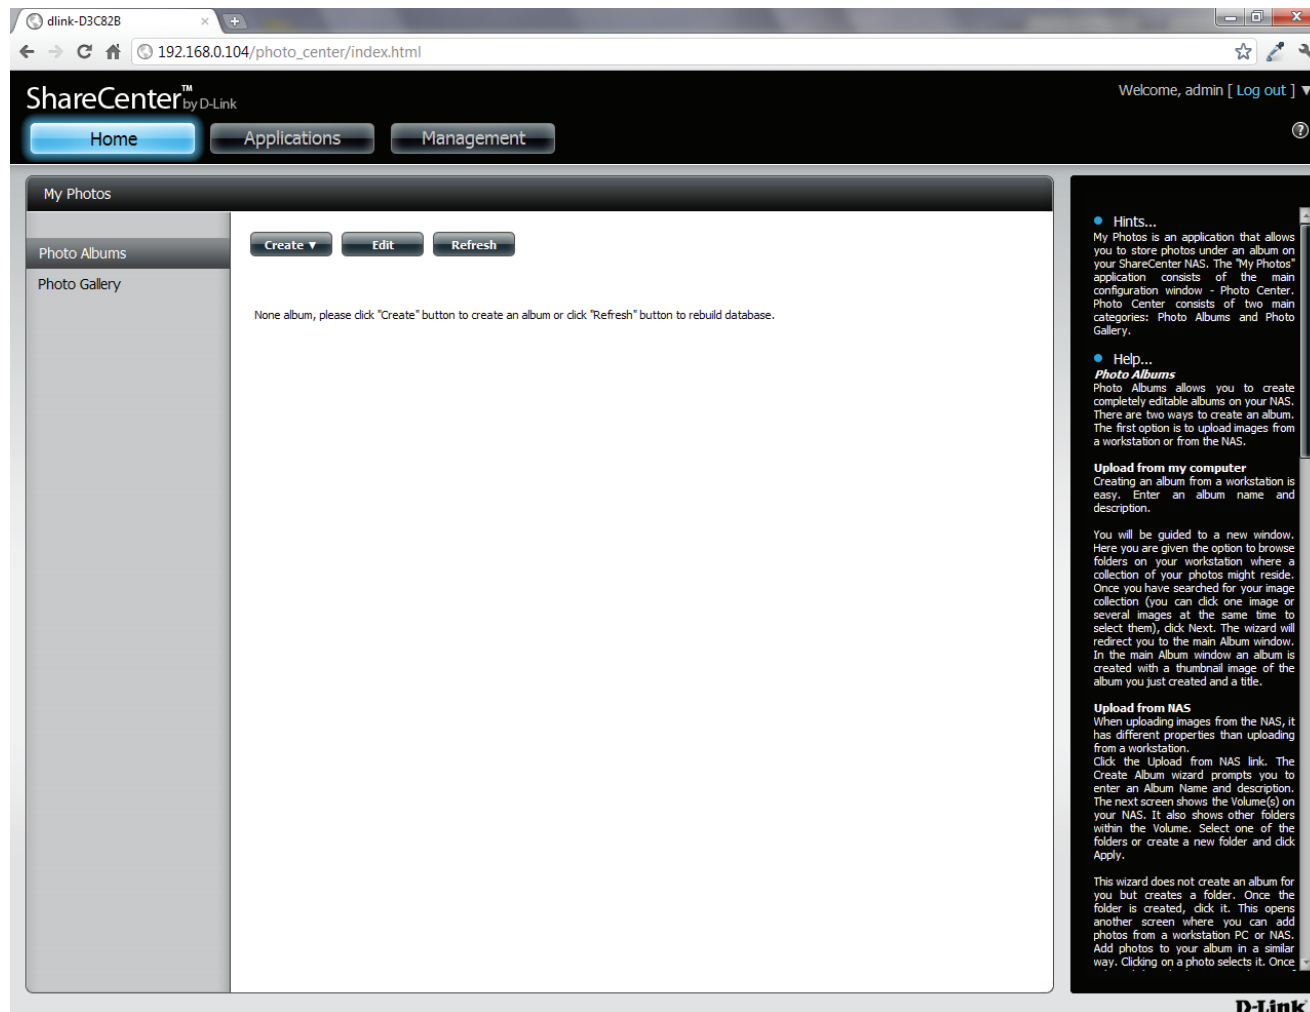 dlink-D3C82B
192.168.0.104/photo_center/index.html
ShareCenter™ by D-Link
Welcome, admin [ Log out ] ▼
Home
Applications
Management
My Photos
Photo Albums
Photo Gallery
Create ▼
Edit
Refresh
None album, please click "Create" button to create an album or click "Refresh" button to rebuild database.
Hints...
My Photos is an application that allows
you to store photos under an album on
your ShareCenter NAS. The "My Photos"
application consists of the main
configuration window - Photo Center.
Photo Center consists of two main
categories: Photo Albums and Photo
Gallery.
Help...
Photo Albums
Photo Albums allows you to create
completely editable albums on your NAS.
There are two ways to create an album.
The first option is to upload images from
a workstation or from the NAS.
Upload from my computer
Creating an album from a workstation is
easy. Enter an album name and
description.
You will be guided to a new window.
Here you are given the option to browse
folders on your workstation where a
collection of your photos might reside.
Once you have searched for your image
collection (you can click one image or
several images at the same time to
select them), click Next. The wizard will
redirect you to the main Album window.
In the main Album window an album is
created with a thumbnail image of the
album you just created and a title.
Upload from NAS
When uploading images from the NAS, it
has different properties than uploading
from a workstation.
Click the Upload from NAS link. The
Create Album wizard prompts you to
enter an Album Name and description.
The next screen shows the Volume(s) on
your NAS. It also shows other folders
within the Volume. Select one of the
folders or create a new folder and click
Apply.
This wizard does not create an album for
you but creates a folder. Once the
folder is created, click it. This opens
another screen where you can add
photos from a workstation PC or NAS.
Add photos to your album in a similar
way. Clicking on a photo selects it. Once
D-Link